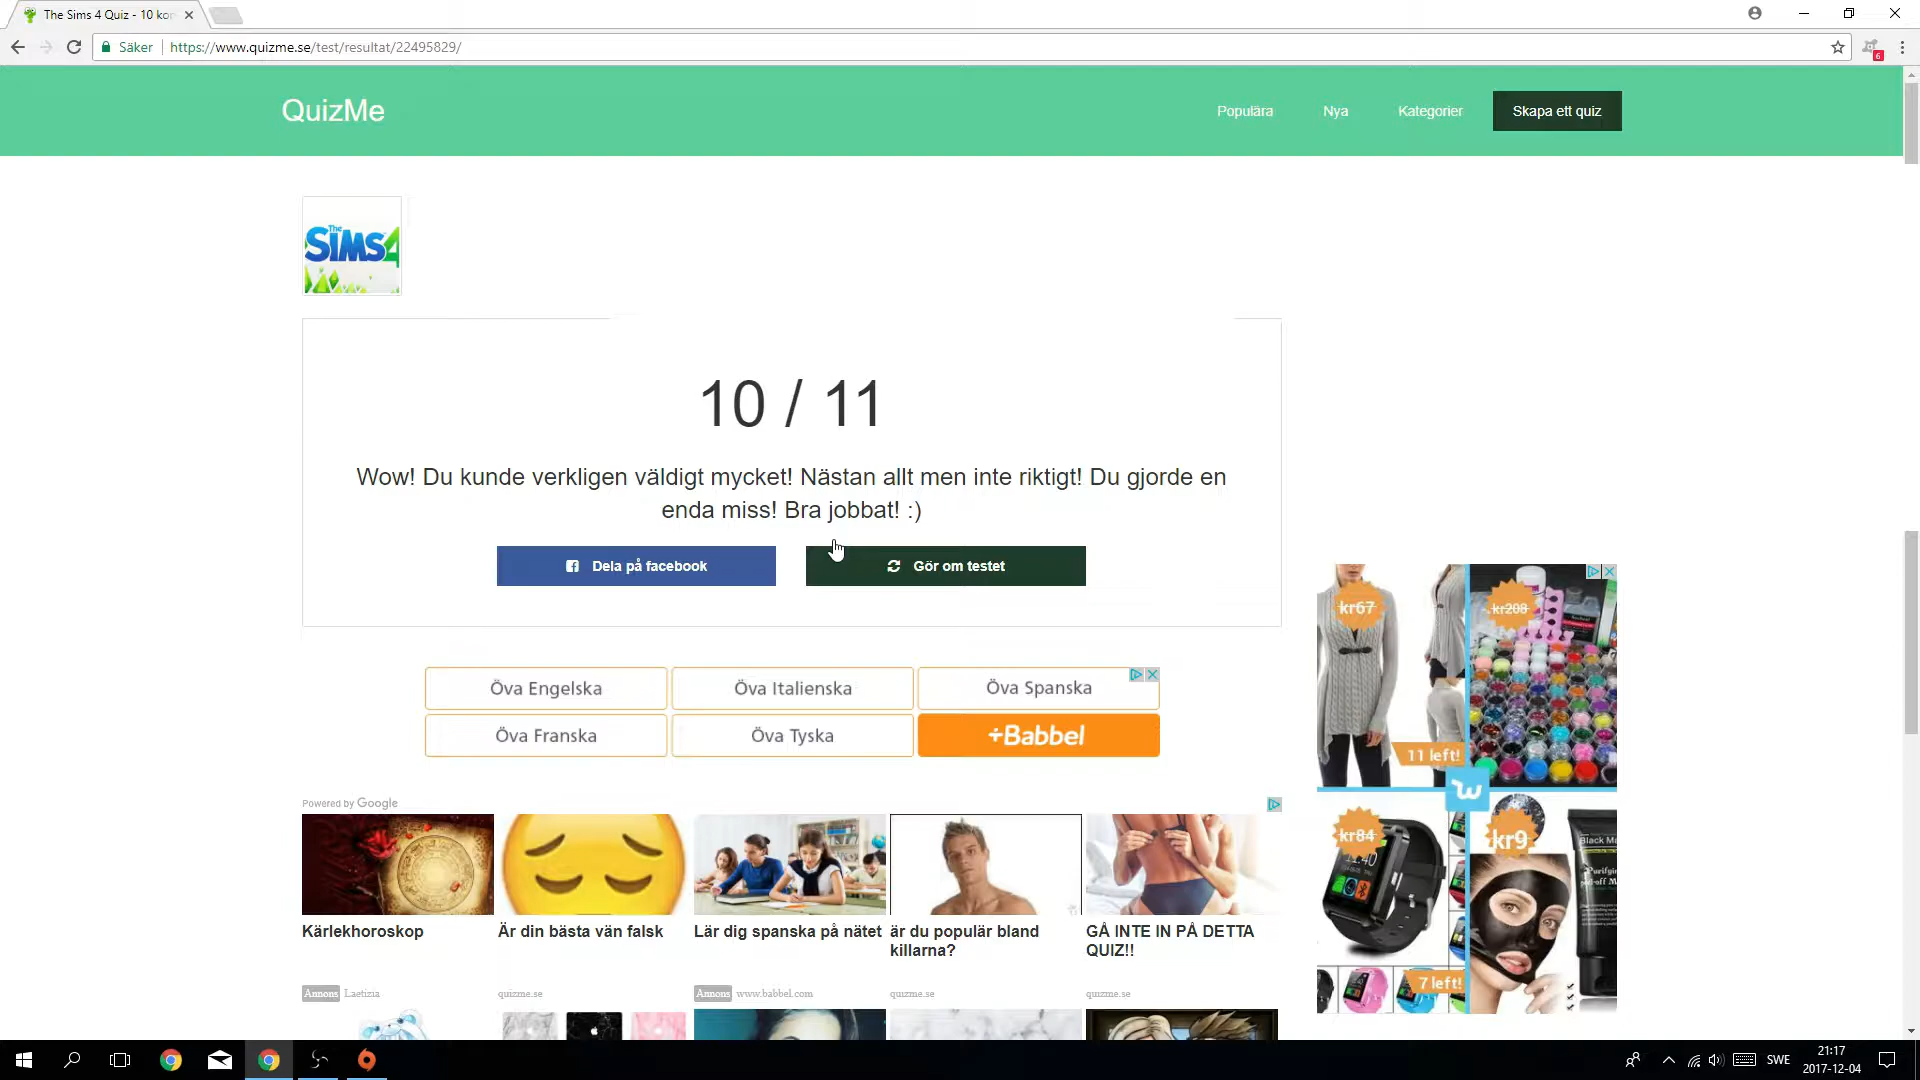 The Sims 4 Quiz - 10 kor
Säker
https://www.quizme.se/test/resultat/22495829/
6
QuizMe
Populära
Nya
Kategorier
Skapa ett quiz
The
SIMS4
10 / 11
Wow! Du kunde verkligen väldigt mycket! Nästan allt men inte riktigt! Du gjorde en
enda miss! Bra jobbat! :)
Dela på facebook
Gör om testet
Öva Engelska
Öva Italienska
Öva Spanska
Öva Franska
Öva Tyska
+Babbel
kr67
kr208
11 left!
w
kr84
kr9
Black
7 left!
Powered by Google
Kärlekhoroskop
Är din bästa vän falsk
Lär dig spanska på nätet
är du populär bland
killarna?
GÅ INTE IN PÅ DETTA
QUIZ!!
Annons Laetizia
quizme.se
Annons www.babbel.com
quizme.se
quizme.se
SWE
21:17
2017-12-04